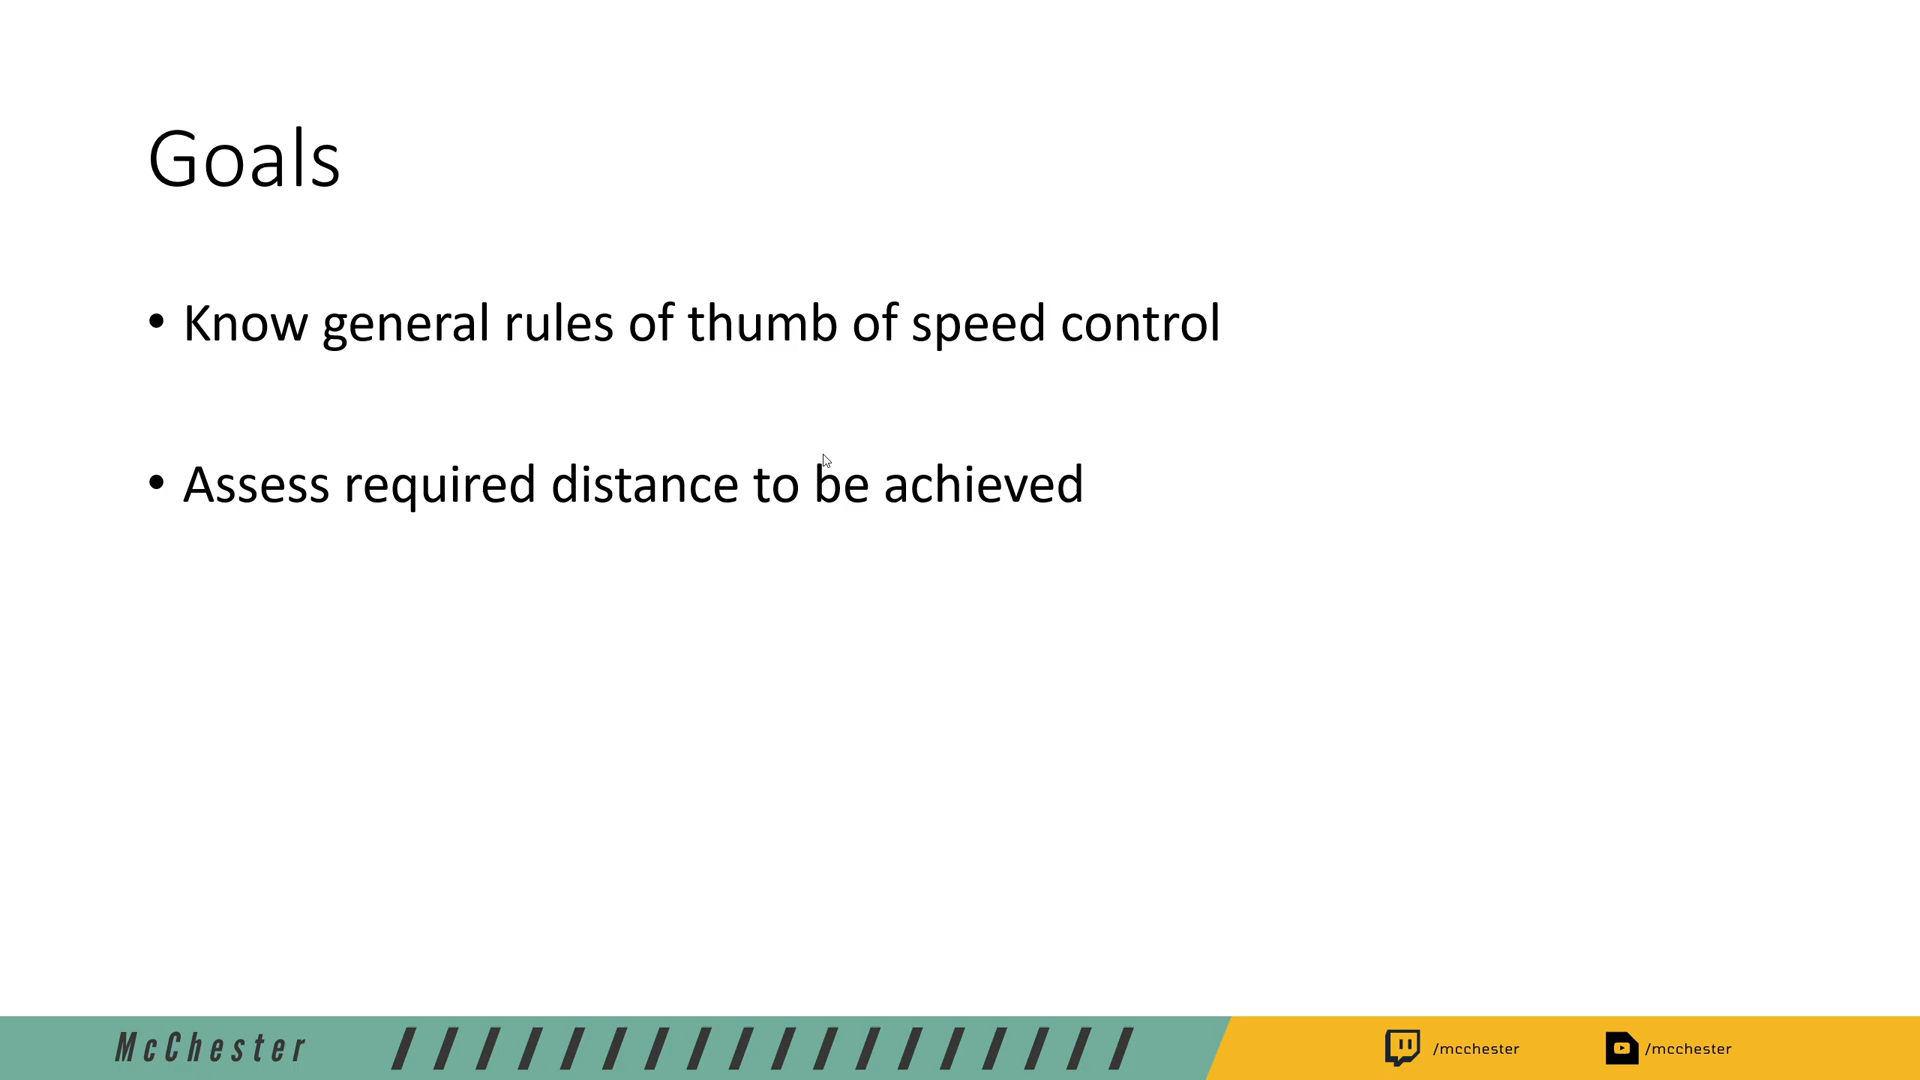 Goals
• Know general rules of thumb of speed control
• Assess required distance to be achieved
McChester
/mcchester
/mcchester